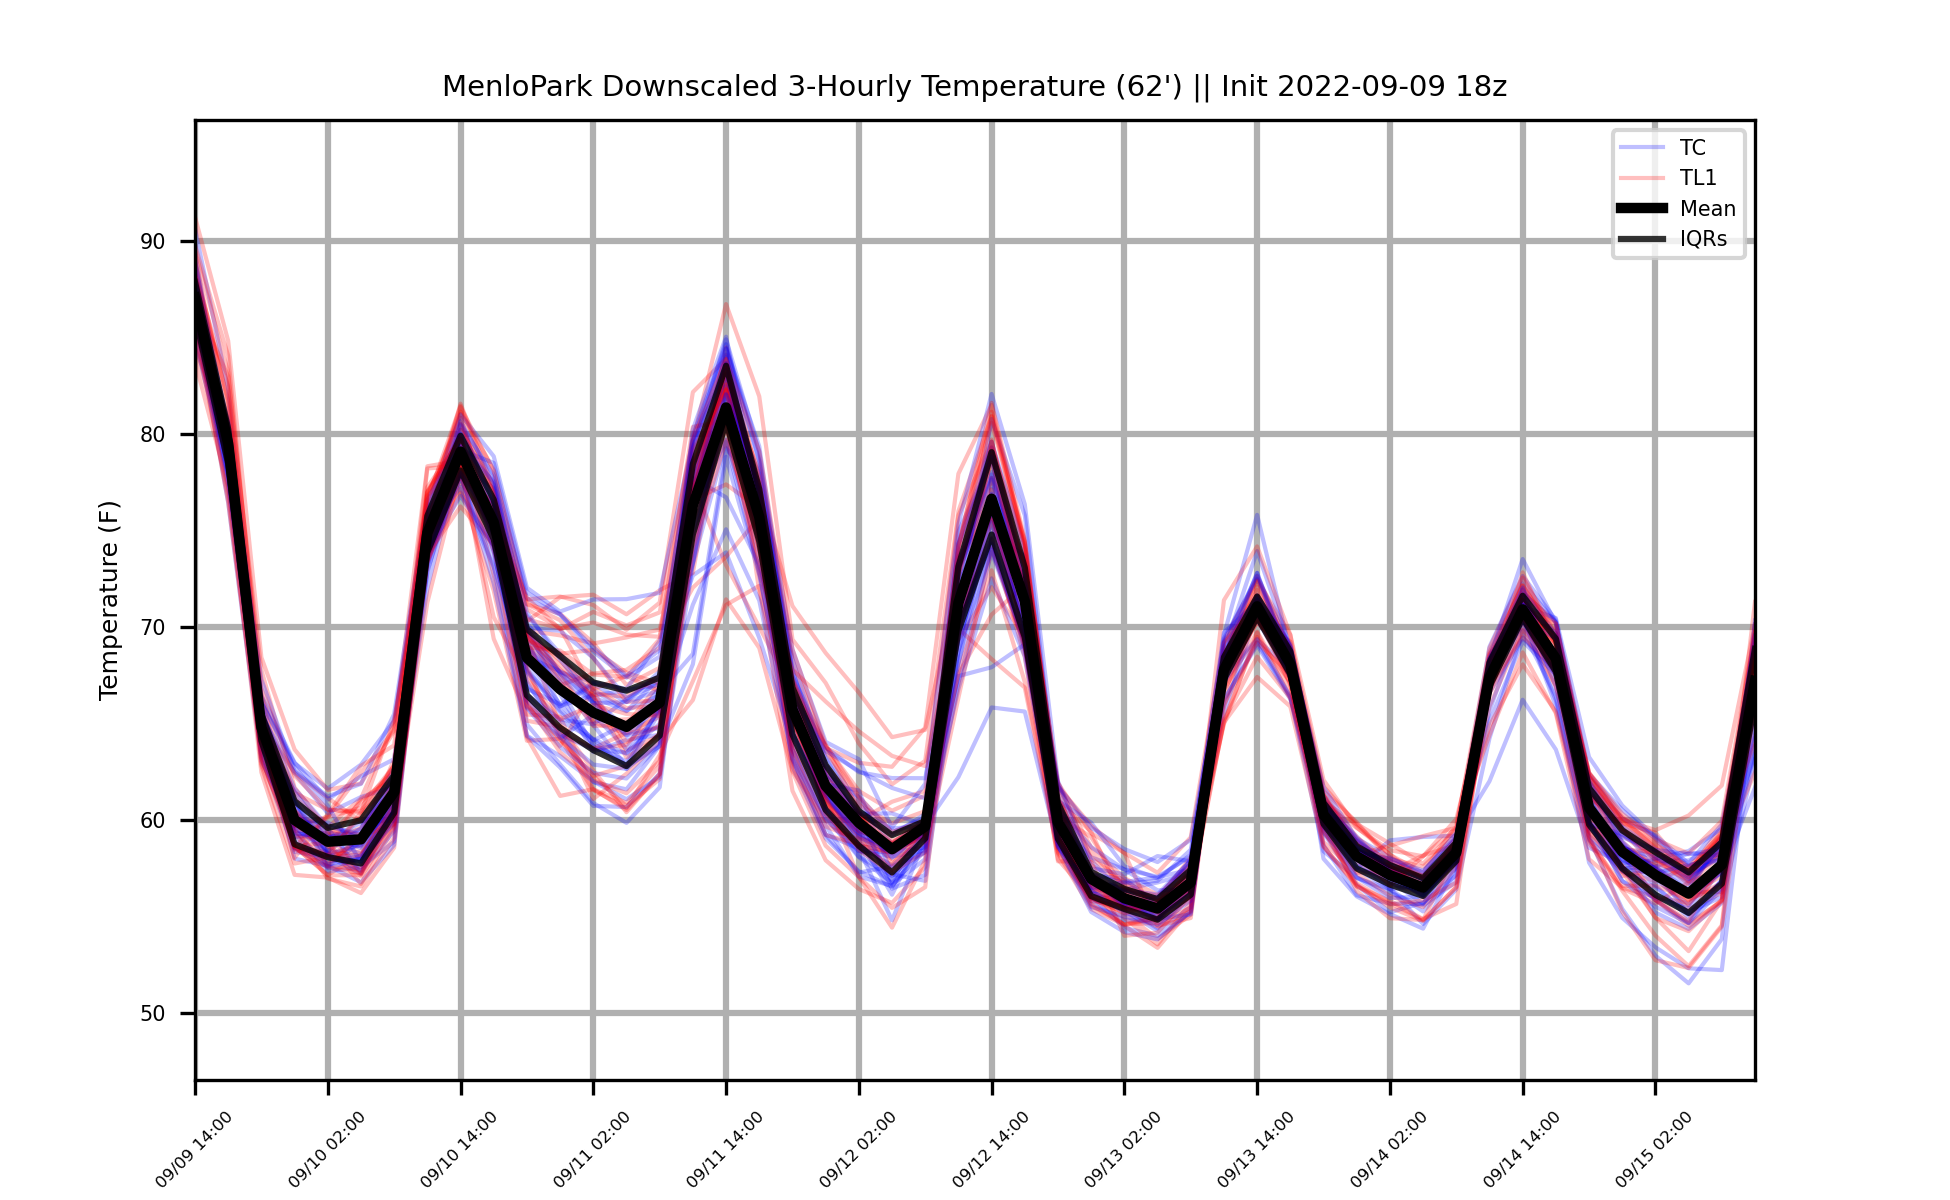 MenloPark Downscaled 3-Hourly Temperature (62') || Init 2022-09-09 18z
TC
TL1
Mean
IQRs
Temperature (F)
90
80
70
60
50
09/09 14:00
09/10 02:00
09/10 14:00
09/11 02:00
09/11 14:00
09/12 02:00
09/12 14:00
09/13 02:00
09/13 14:00
09/14 02:00
09/14 14:00
09/15 02:00